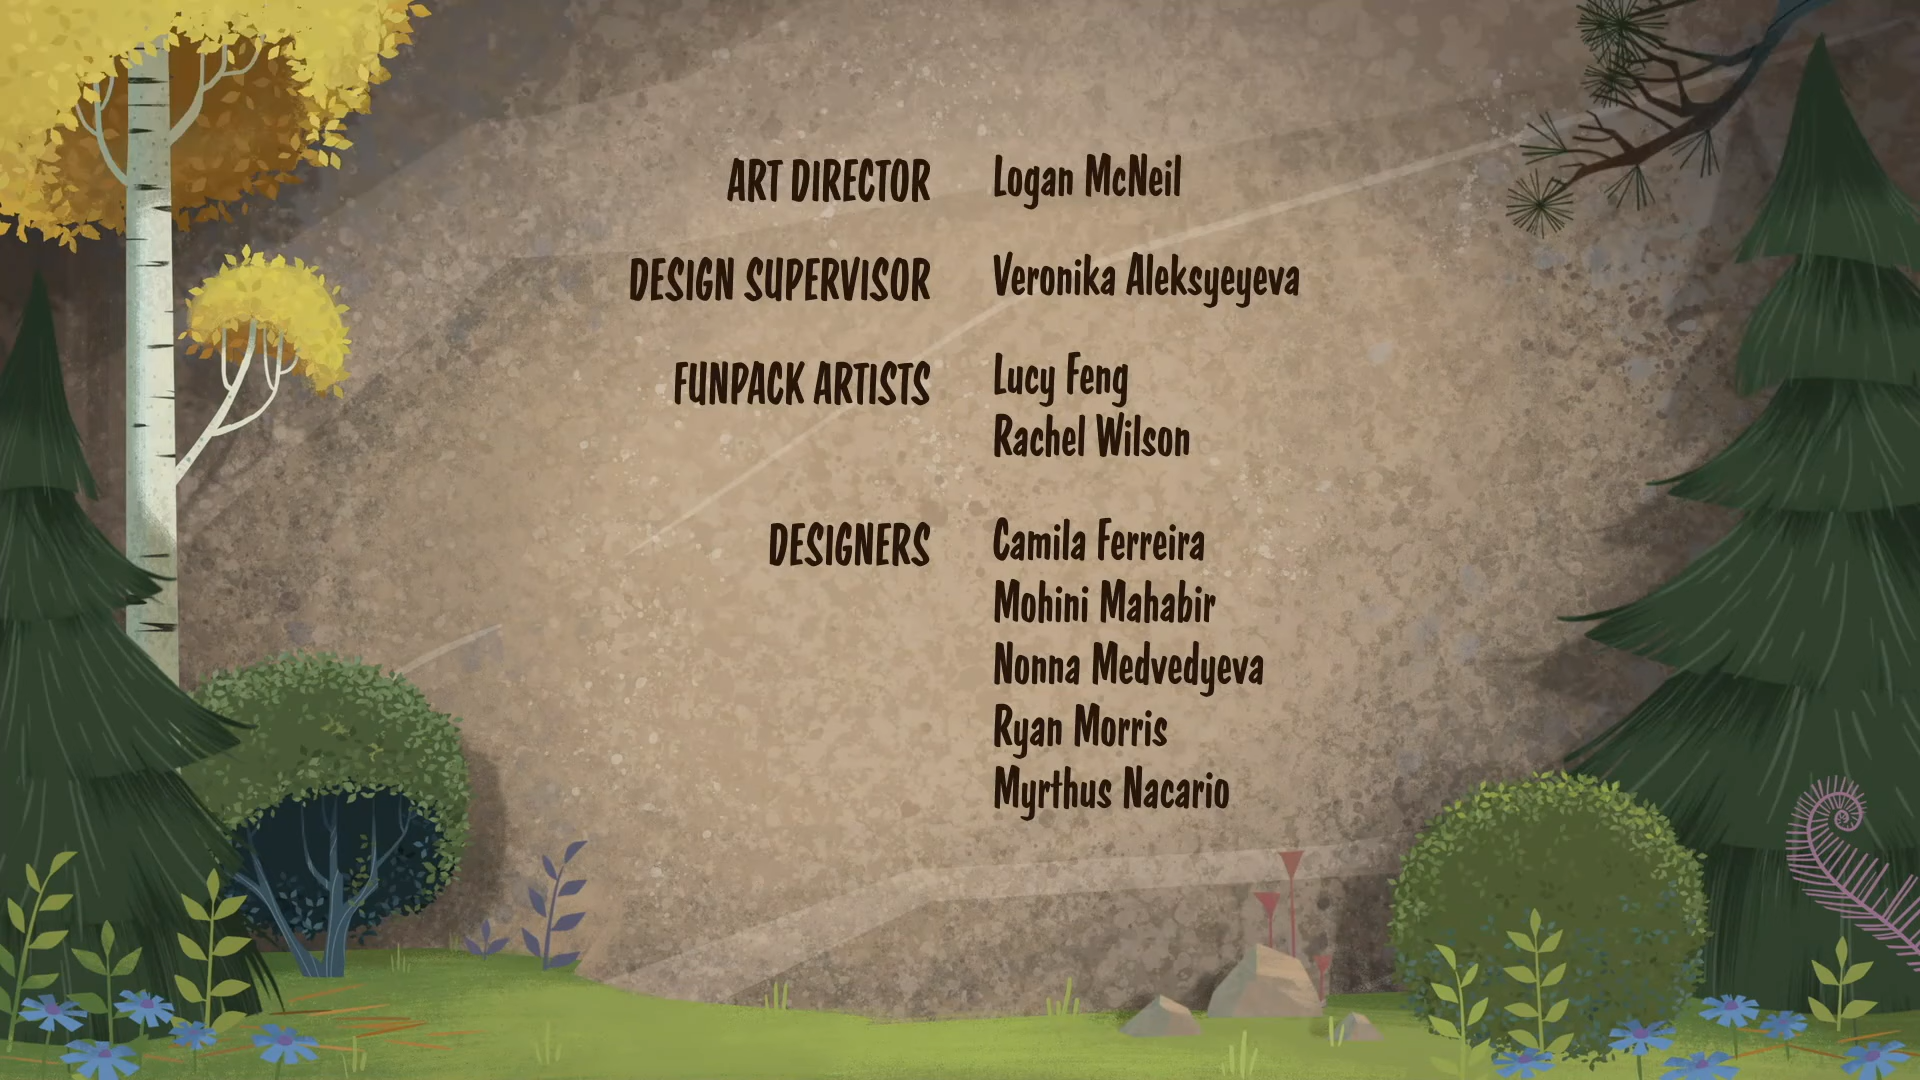 ART DIRECTOR Logan McNeil
DESIGN SUPERVISOR Veronika Aleksyeyeva
FUNPACK ARTISTS Lucy Feng
Rachel Wilson
DESIGNERS Camila Ferreira
Mohini Mahabir
Nonna Medvedyeva
Ryan Morris
Myrthus Nacario